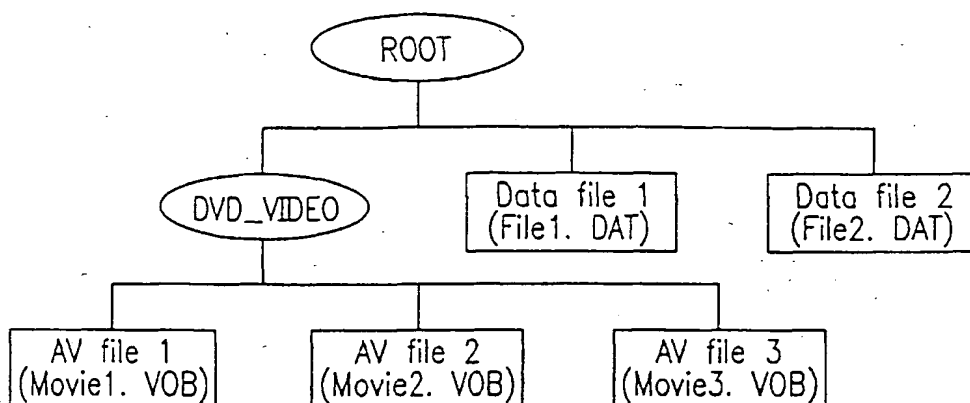 ROOT
DVD_VIDEO
Data file 1
(File1. DAT)
Data file 2
(File2. DAT)
AV file 1
(Movie1. VOB)
AV file 2
(Movie2. VOB)
AV file 3
(Movie3. VOB)